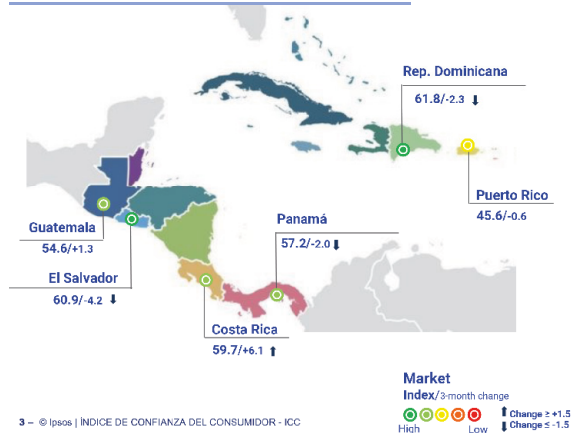 Rep. Dominicana
61.8/-2.3
Puerto Rico
45.6/-0.6
Guatemala
54.6/+1.3
Panamá
57.2/-2.0
El Salvador
60.9/-4.2
Costa Rica
59.7/+6.1
Market
Index/3-month change
High
Low
Change ≥ +1.5
Change ≤ -1.5
3 – © Ipsos | ÍNDICE DE CONFIANZA DEL CONSUMIDOR - ICC